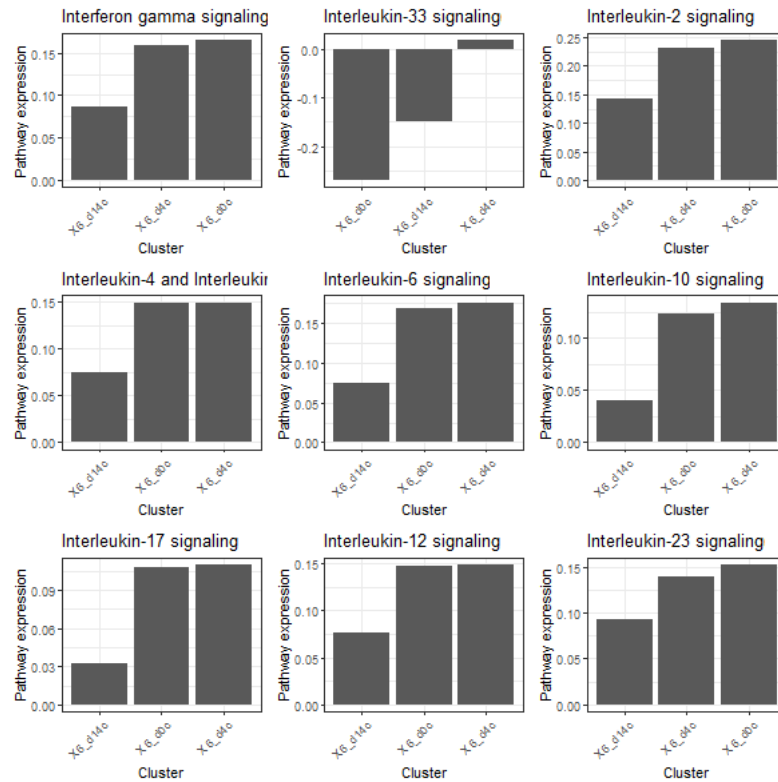 Interferon gamma signaling
Pathway expression
0.15
0.10
0.05
0.00
X6_d14c
X6_d4c
X6_d0c
Cluster
Interleukin-33 signaling
Pathway expression
0.0
-0.1
-0.2
X6_d0c
X6_d14c
X6_d4c
Cluster
Interleukin-2 signaling
Pathway expression
0.25
0.20
0.15
0.10
0.05
0.00
X6_d14c
X6_d4c
X6_d0c
Cluster
Interleukin-4 and Interleukin
Pathway expression
0.15
0.10
0.05
0.00
X6_d14c
X6_d0c
X6_d4c
Cluster
Interleukin-6 signaling
Pathway expression
0.15
0.10
0.05
0.00
X6_d14c
X6_d0c
X6_d4c
Cluster
Interleukin-10 signaling
Pathway expression
0.10
0.05
0.00
X6_d14c
X6_d0c
X6_d4c
Cluster
Interleukin-17 signaling
Pathway expression
0.09
0.06
0.03
0.00
X6_d14c
X6_d0c
X6_d4c
Cluster
Interleukin-12 signaling
Pathway expression
0.15
0.10
0.05
0.00
X6_d14c
X6_d0c
X6_d4c
Cluster
Interleukin-23 signaling
Pathway expression
0.15
0.10
0.05
0.00
X6_d14c
X6_d0c
X6_d4c
Cluster